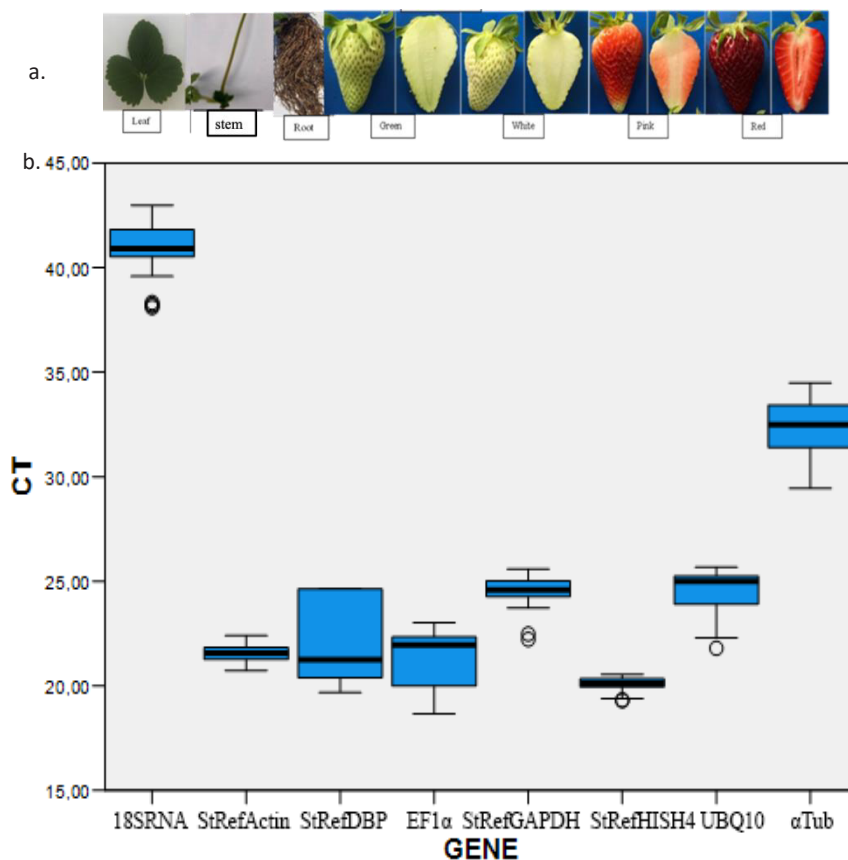 a.
Leaf
stem
Root
Green
White
Pink
Red
b.
45,00
40,00
35,00
30,00
25,00
20,00
15,00
CT
18SRNA StRefActin StRefDBP EF1α StRefGAPDH StRefHISH4 UBQ10 αTub
GENE